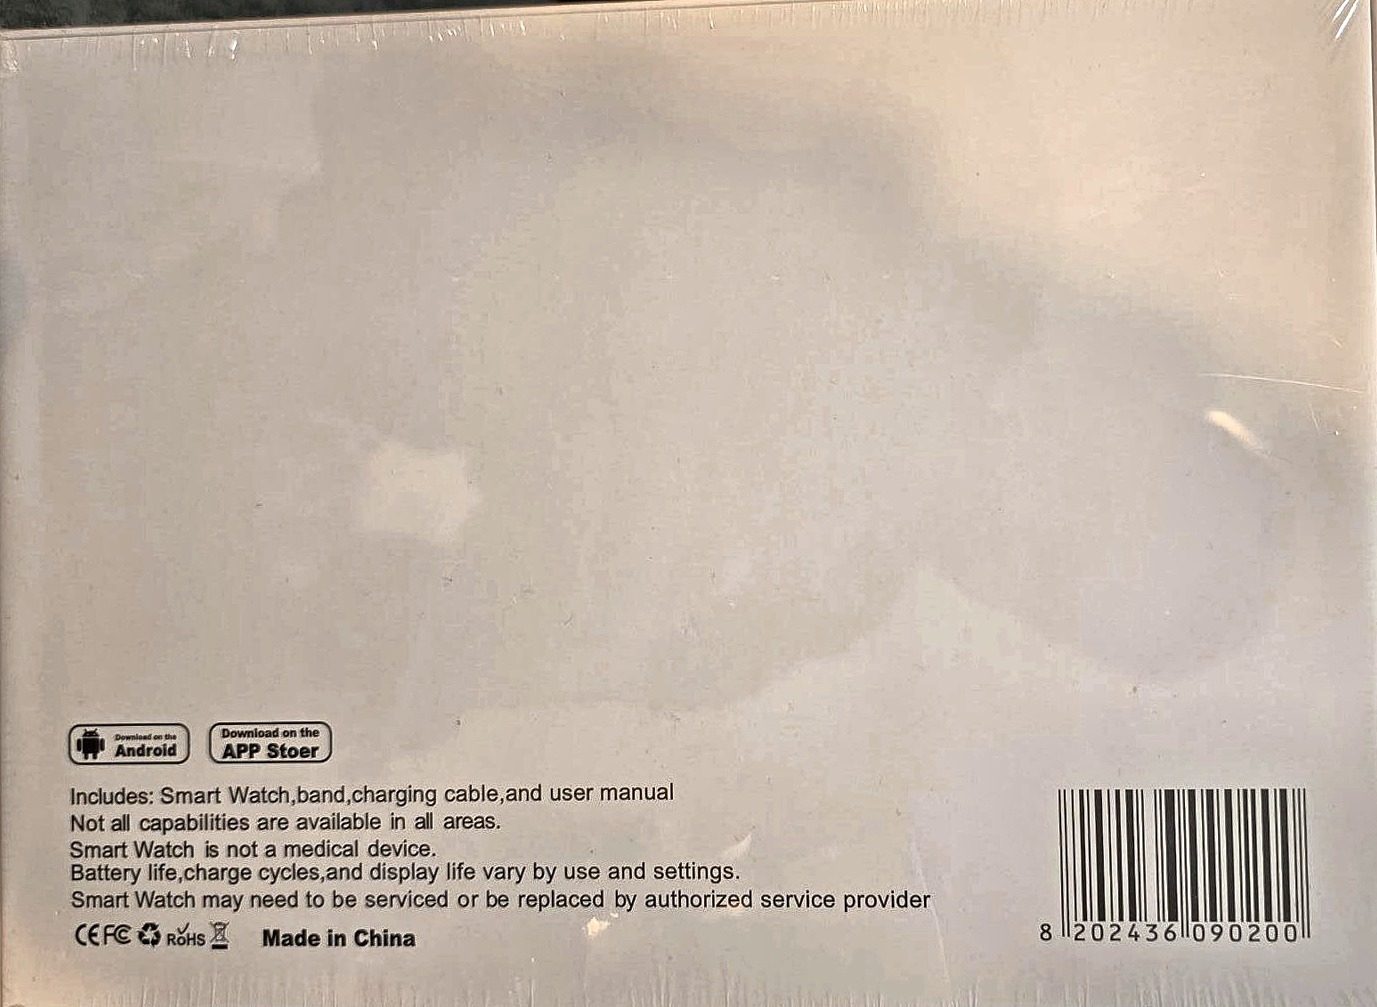 Download on the
Android
Download on the
APP Stoer
Includes: Smart Watch,band,charging cable,and user manual
Not all capabilities are available in all areas.
Smart Watch is not a medical device.
Battery life,charge cycles,and display life vary by use and settings.
Smart Watch may need to be serviced or be replaced by authorized service provider
CE FC RoHS Made in China
8 202436 090200